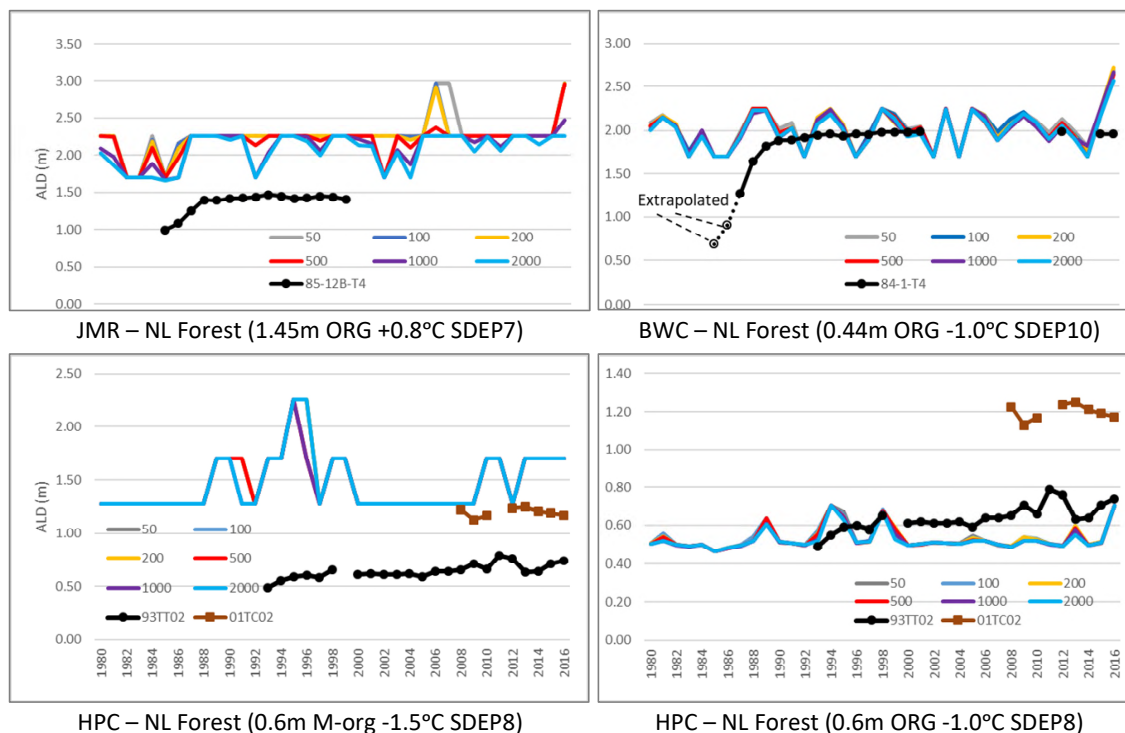 3.50
3.00
2.50
2.00
1.50
1.00
0.50
0.00
ALD (m)
50 100 200
500 1000 2000
85-12B-T4
JMR – NL Forest (1.45m ORG +0.8°C SDEP7)
3.00
2.50
2.00
1.50
1.00
0.50
0.00
Extrapolated
50 100 200
500 1000 2000
84-1-T4
BWC – NL Forest (0.44m ORG -1.0°C SDEP10)
2.50
2.00
1.50
1.00
0.50
0.00
ALD (m)
50 100
200 500
1000 2000
93TT02 01TC02
1980 1982 1984 1986 1988 1990 1992 1994 1996 1998 2000 2002 2004 2006 2008 2010 2012 2014 2016
HPC – NL Forest (0.6m M-org -1.5°C SDEP8)
1.40
1.20
1.00
0.80
0.60
0.40
0.20
0.00
50 100 200
500 1000 2000
93TT02 01TC02
1980 1982 1984 1986 1988 1990 1992 1994 1996 1998 2000 2002 2004 2006 2008 2010 2012 2014 2016
HPC – NL Forest (0.6m ORG -1.0°C SDEP8)